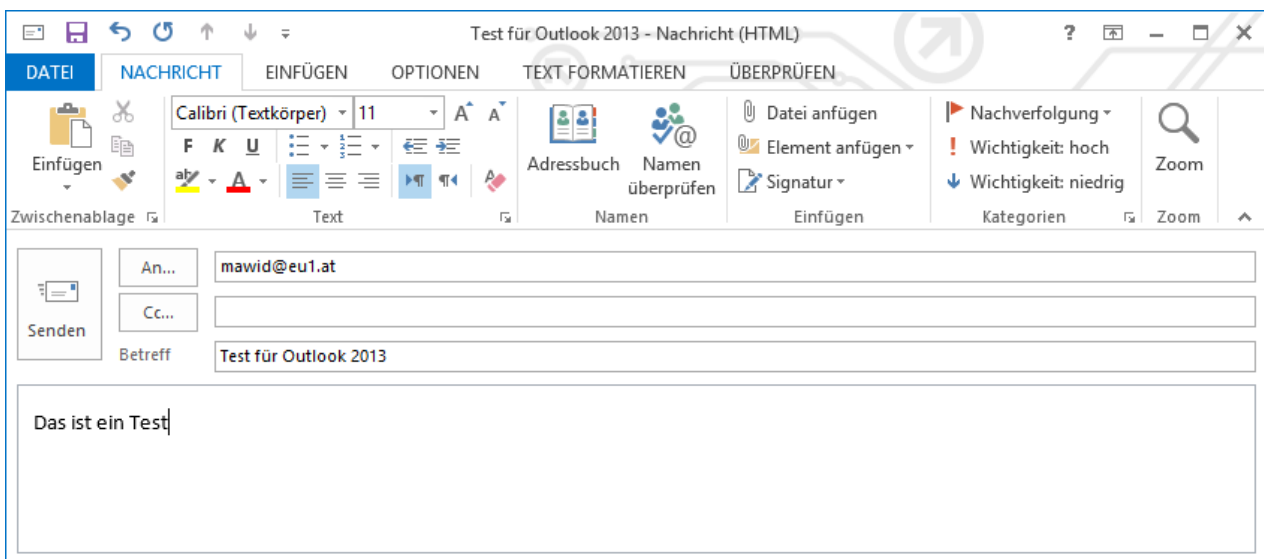 Test für Outlook 2013 - Nachricht (HTML)
?
DATEI NACHRICHT EINFÜGEN OPTIONEN TEXT FORMATIEREN ÜBERPRÜFEN
Calibri (Textkörper) 11 A A Datei anfügen Nachverfolgung
Einfügen F K U Adressbuch Namen überprüfen Element anfügen ! Wichtigkeit: hoch Zoom
ab A Signatur Wichtigkeit: niedrig
Zwischenablage Text Namen Einfügen Kategorien Zoom
An... mawid@eu1.at
Cc...
Senden
Betreff Test für Outlook 2013
Das ist ein Test